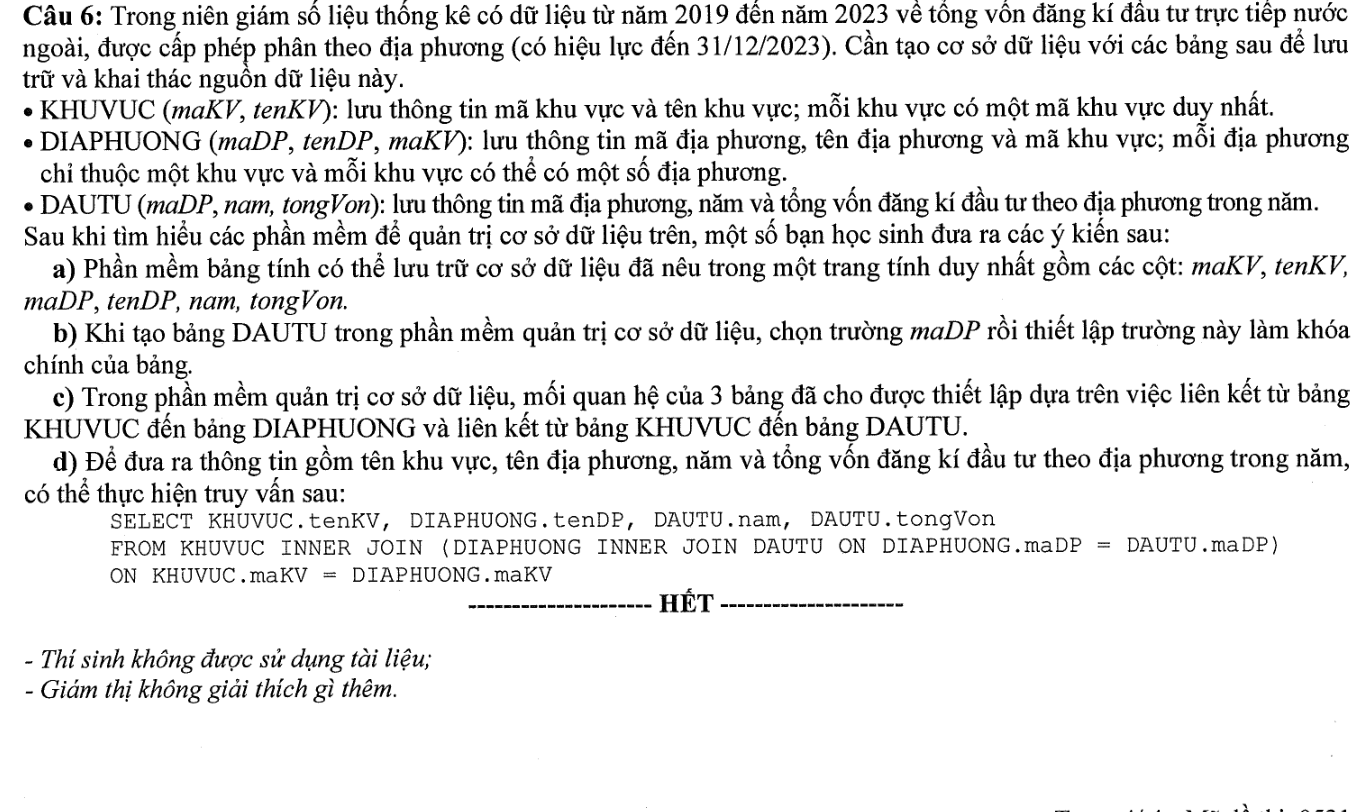 Câu 6: Trong niên giám số liệu thống kê có dữ liệu từ năm 2019 đến năm 2023 về tổng vốn đăng kí đầu tư trực tiếp nước
ngoài, được cấp phép phân theo địa phương (có hiệu lực đến 31/12/2023). Cần tạo cơ sở dữ liệu với các bảng sau để lưu
trữ và khai thác nguồn dữ liệu này.
• KHUVUC (maKV, tenKV): lưu thông tin mã khu vực và tên khu vực; mỗi khu vực có một mã khu vực duy nhất.
• DIAPHUONG (maDP, tenDP, maKV): lưu thông tin mã địa phương, tên địa phương và mã khu vực; mỗi địa phương
chỉ thuộc một khu vực và mỗi khu vực có thể có một số địa phương.
• DAUTU (maDP, nam, tongVon): lưu thông tin mã địa phương, năm và tổng vốn đăng kí đầu tư theo địa phương trong năm.
Sau khi tìm hiểu các phần mềm để quản trị cơ sở dữ liệu trên, một số bạn học sinh đưa ra các ý kiến sau:
a) Phần mềm bảng tính có thể lưu trữ cơ sở dữ liệu đã nêu trong một trang tính duy nhất gồm các cột: maKV, tenKV,
maDP, tenDP, nam, tongVon.
b) Khi tạo bảng DAUTU trong phần mềm quản trị cơ sở dữ liệu, chọn trường maDP rồi thiết lập trường này làm khóa
chính của bảng.
c) Trong phần mềm quản trị cơ sở dữ liệu, mối quan hệ của 3 bảng đã cho được thiết lập dựa trên việc liên kết từ bảng
KHUVUC đến bảng DIAPHUONG và liên kết từ bảng KHUVUC đến bảng DAUTU.
d) Để đưa ra thông tin gồm tên khu vực, tên địa phương, năm và tổng vốn đăng kí đầu tư theo địa phương trong năm,
có thể thực hiện truy vấn sau:
SELECT KHUVUC.tenKV, DIAPHUONG.tenDP, DAUTU.nam, DAUTU.tongVon
FROM KHUVUC INNER JOIN (DIAPHUONG INNER JOIN DAUTU ON DIAPHUONG.maDP = DAUTU.maDP)
ON KHUVUC.maKV = DIAPHUONG.maKV
---------------------- HẾT ----------------------
- Thí sinh không được sử dụng tài liệu;
- Giám thị không giải thích gì thêm.